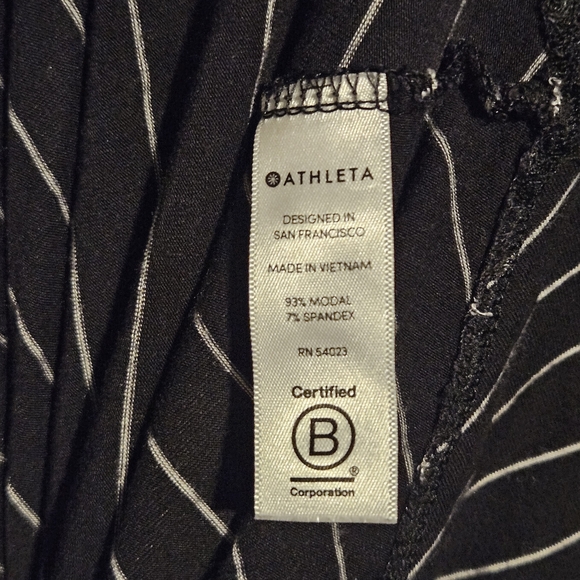 ATHLETA
DESIGNED IN
SAN FRANCISCO
MADE IN VIETNAM
93% MODAL
7% SPANDEX
RN 54023
Certified
B
®
Corporation